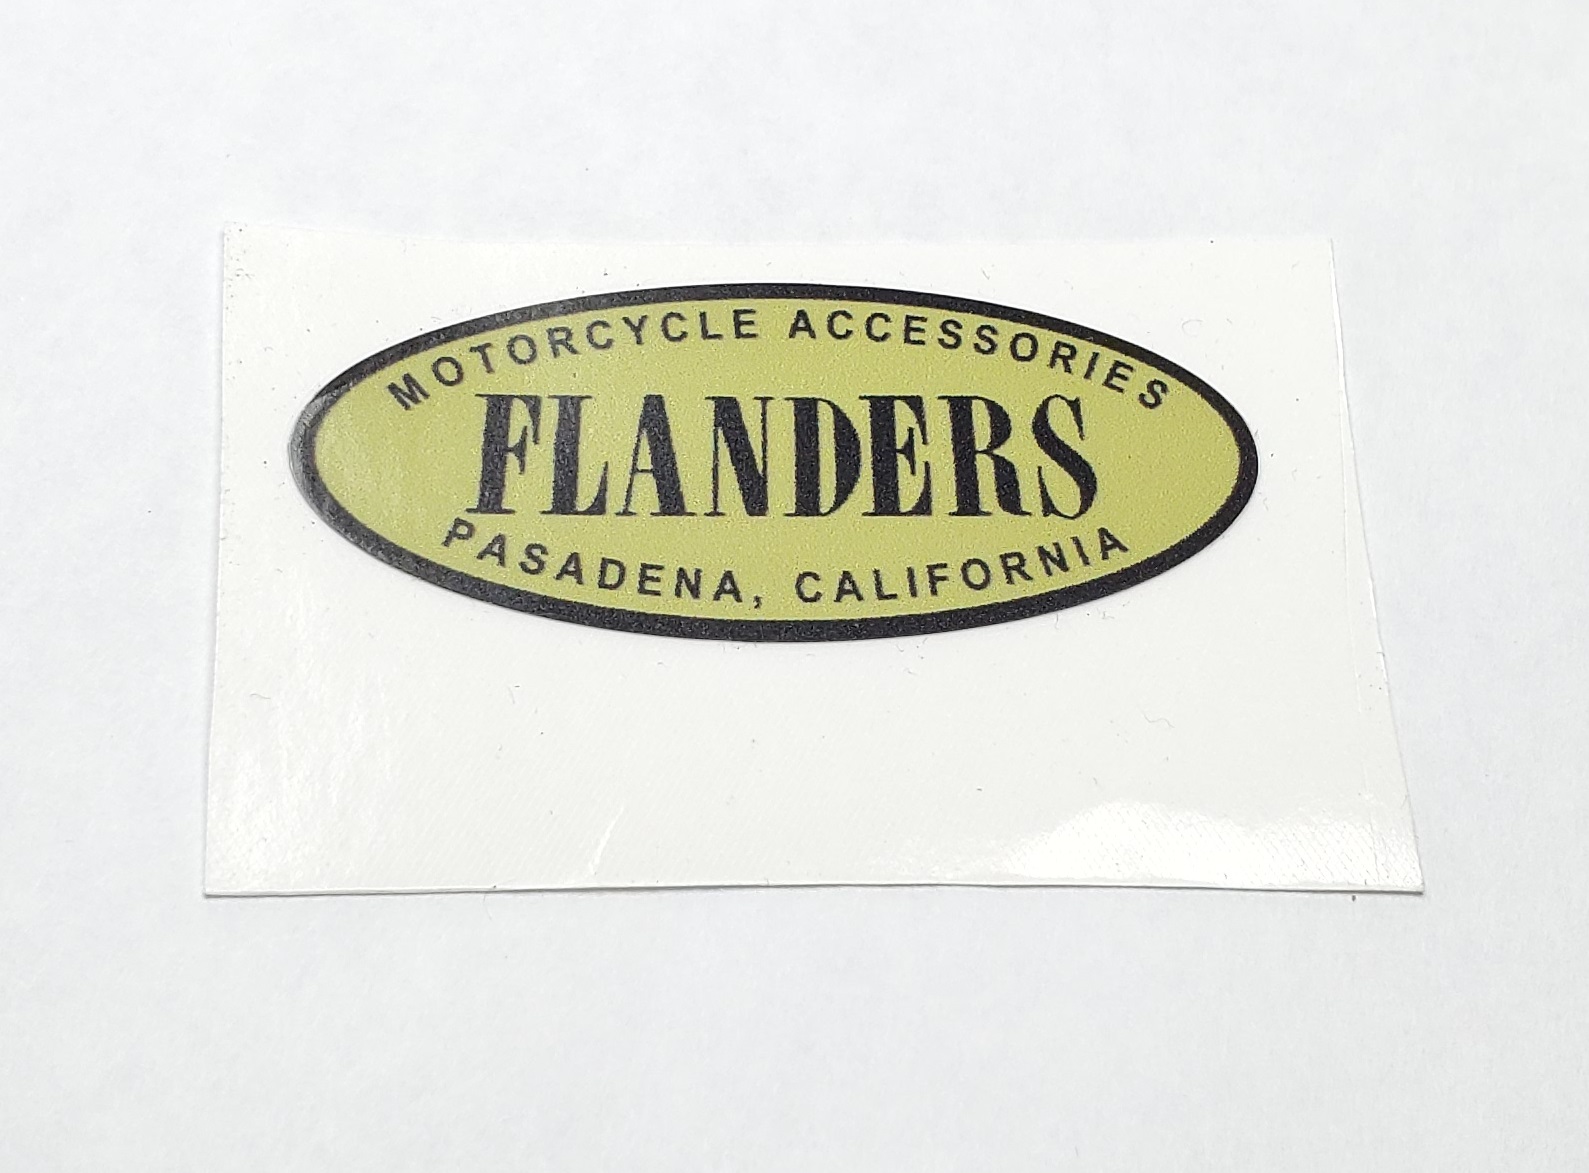 MOTORCYCLE ACCESSORIES
FLANDERS
PASADENA, CALIFORNIA